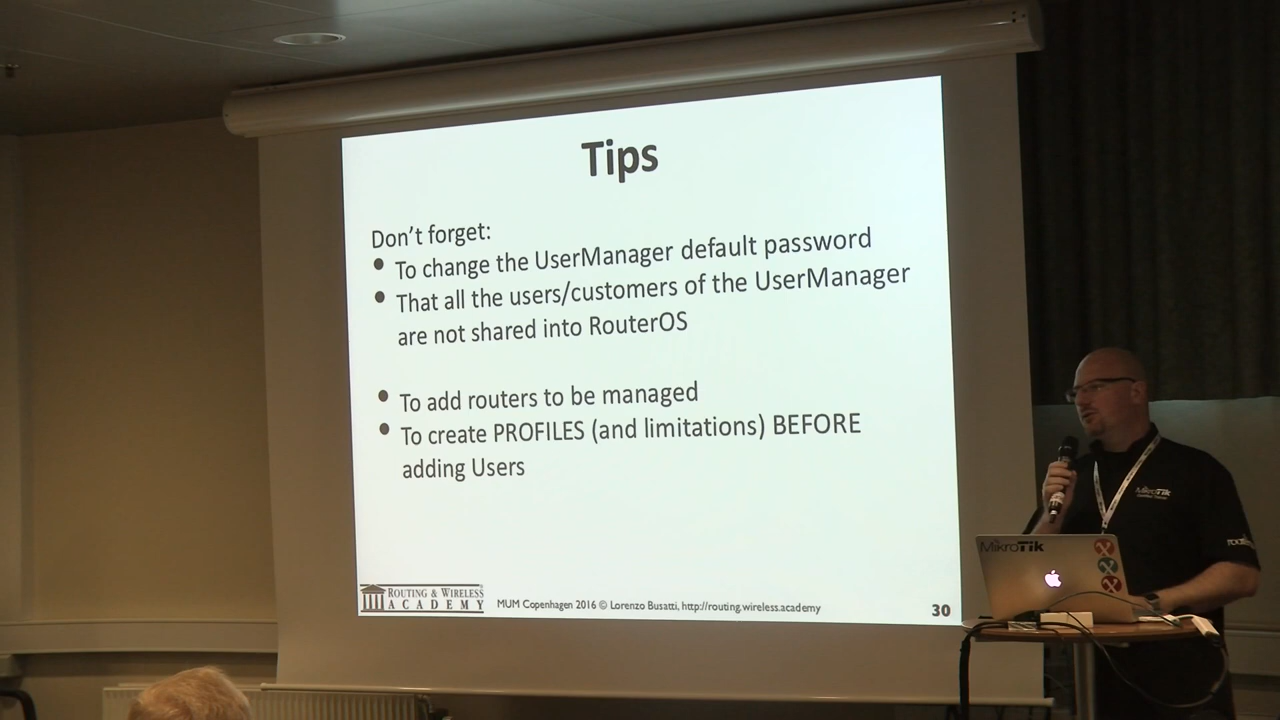 Tips
Don't forget:
• To change the UserManager default password
• That all the users/customers of the UserManager
are not shared into RouterOS
• To add routers to be managed
• To create PROFILES (and limitations) BEFORE
adding Users
ROUTING & WIRELESS
ACADEMY
MUM Copenhagen 2016 © Lorenzo Busatti, http://routing.wireless.academy
30
MikroTik
MikroTik